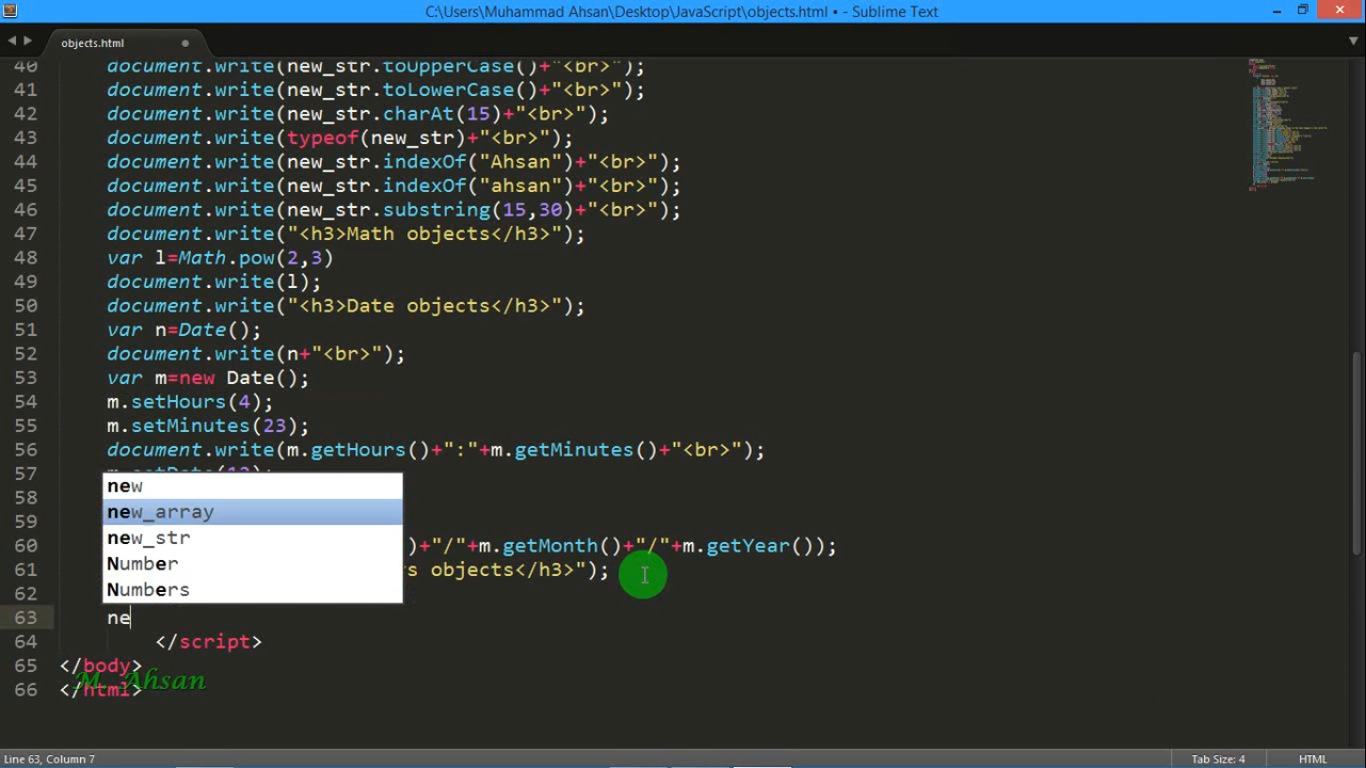 C:\Users\Muhammad Ahsan\Desktop\JavaScript\objects.html • - Sublime Text
objects.html
40 document.write(new_str.toUpperCase()+"<br>");
41 document.write(new_str.toLowerCase()+"<br>");
42 document.write(new_str.charAt(15)+"<br>");
43 document.write(typeof(new_str)+"<br>");
44 document.write(new_str.indexOf("Ahsan")+"<br>");
45 document.write(new_str.indexOf("ahsan")+"<br>");
46 document.write(new_str.substring(15,30)+"<br>");
47 document.write("<h3>Math objects</h3>");
48 var l=Math.pow(2,3)
49 document.write(l);
50 document.write("<h3>Date objects</h3>");
51 var n=Date();
52 document.write(n+"<br>");
53 var m=new Date();
54 m.setHours(4);
55 m.setMinutes(23);
56 document.write(m.getHours()+":"+m.getMinutes()+"<br>");
57 m.setDate(12);
new
58
new_array
59
new_str
60 )+"/"+m.getMonth()+"/"+m.getYear());
Number
61 s objects</h3>");
Numbers
62
63 ne
64 </script>
65 </body>
M. Ahsan
66 </html>
Line 63, Column 7
Tab Size: 4
HTML